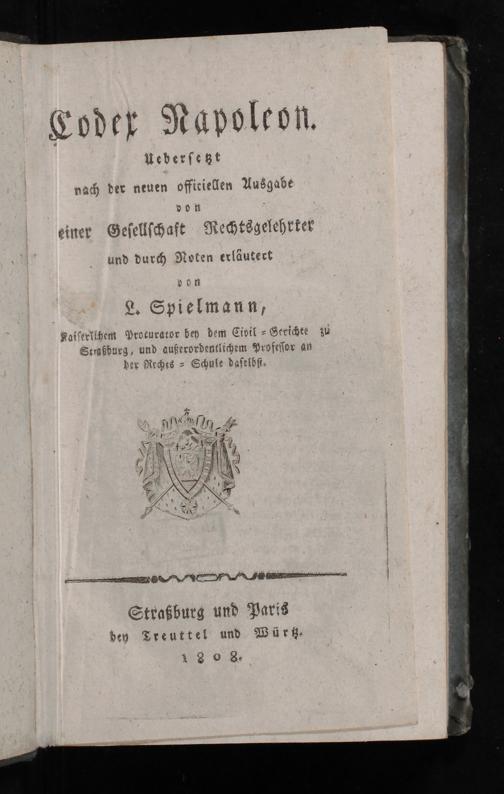 Codex Napoleon.
Uebersetzt
nach der neuen officiellen Ausgabe
von
einer Gesellschaft Rechtsgelehrter
und durch Noten erläutert
von
L. Spielmann,
Kaiserlichem Procurator bey dem Civil-Gerichte zu
Straßburg, und außerordentlichem Professor an
der Rechts-Schule daselbst.
Straßburg und Paris
bey Treuttel und Würtz.
1808.